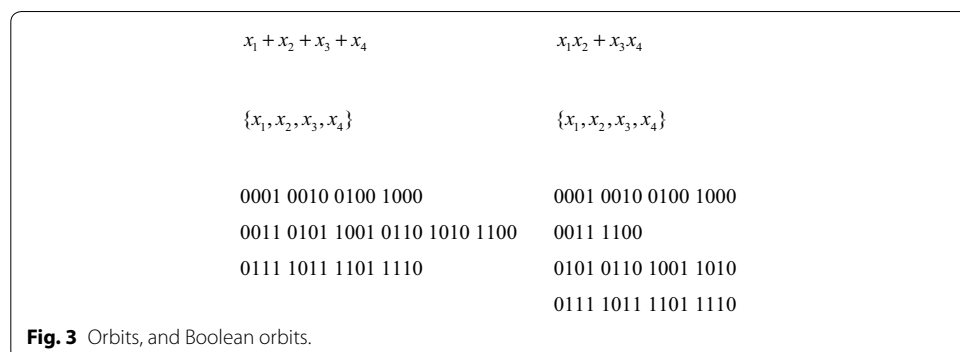 x₁ + x₂ + x₃ + x₄ x₁x₂ + x₃x₄
{x₁, x₂, x₃, x₄} {x₁, x₂, x₃, x₄}
0001 0010 0100 1000 0001 0010 0100 1000
0011 0101 1001 0110 1010 1100 0011 1100
0111 1011 1101 1110 0101 0110 1001 1010
0111 1011 1101 1110
Fig. 3 Orbits, and Boolean orbits.